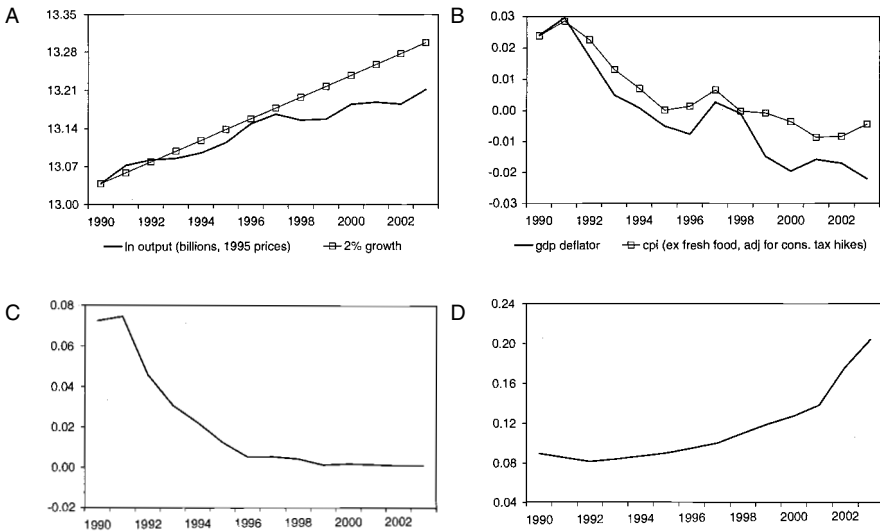 A
13.35
13.28
13.21
13.14
13.07
13.00
1990 1992 1994 1996 1998 2000 2002
ln output (billions, 1995 prices) 2% growth
B
0.03
0.02
0.01
0.00
-0.01
-0.02
-0.03
1990 1992 1994 1996 1998 2000 2002
gdp deflator cpi (ex fresh food, adj for cons. tax hikes)
C
0.08
0.06
0.04
0.02
0.00
-0.02
1990 1992 1994 1996 1998 2000 2002
D
0.24
0.20
0.16
0.12
0.08
0.04
1990 1992 1994 1996 1998 2000 2002